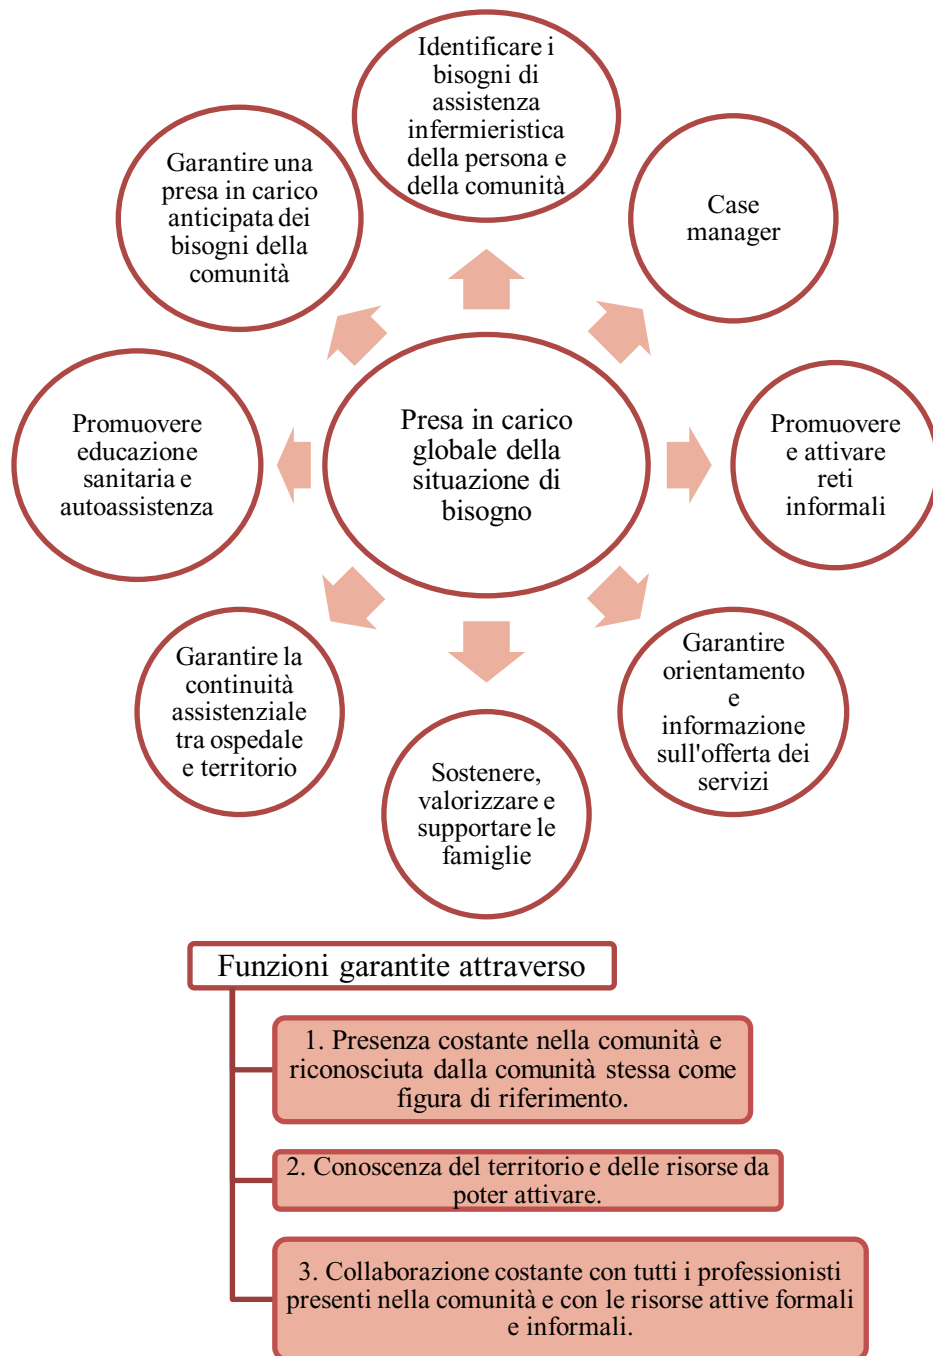 Identificare i
bisogni di
assistenza
infermieristica
della persona e
della comunità
Garantire una
presa in carico
anticipata dei
bisogni della
comunità
Case
manager
Presa in carico
globale della
situazione di
bisogno
Promuovere
educazione
sanitaria e
autoassistenza
Promuovere
e attivare
reti
informali
Garantire la
continuità
assistenziale
tra ospedale
e territorio
Garantire
orientamento
e
informazione
sull'offerta dei
servizi
Sostenere,
valorizzare e
supportare le
famiglie
Funzioni garantite attraverso
1. Presenza costante nella comunità e
riconosciuta dalla comunità stessa come
figura di riferimento.
2. Conoscenza del territorio e delle risorse da
poter attivare.
3. Collaborazione costante con tutti i professionisti
presenti nella comunità e con le risorse attive formali
e informali.